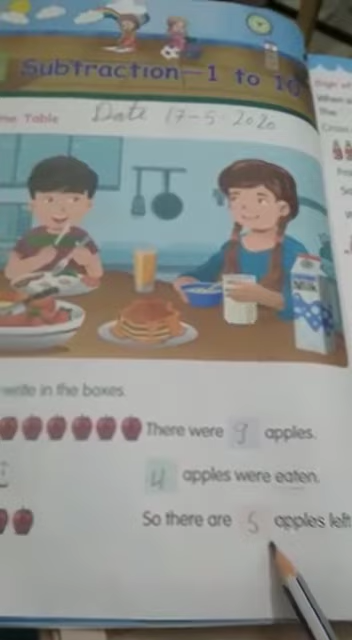 Subtraction—1 to 10
Table Date 17-5-2020
write in the boxes.
There were 9 apples.
4 apples were eaten.
So there are 5 apples left